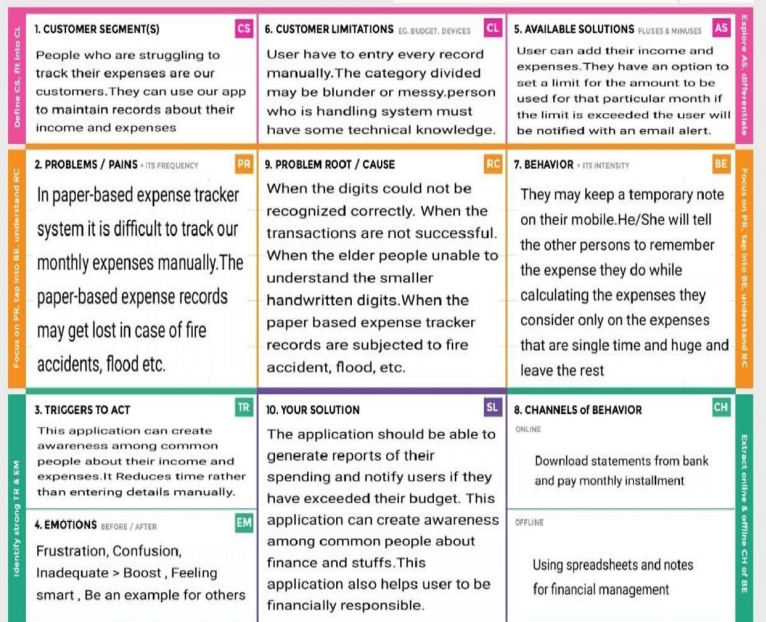 Define CS, fit into CL
1. CUSTOMER SEGMENT(S)
CS
People who are struggling to
track their expenses are our
customers.They can use our app
to maintain records about their
income and expenses
6. CUSTOMER LIMITATIONS EG. BUDGET, DEVICES
CL
User have to entry every record
manually.The category divided
may be blunder or messy.person
who is handling system must
have some technical knowledge.
5. AVAILABLE SOLUTIONS PLUSES & MINUSES
AS
User can add their income and
expenses.They have an option to
set a limit for the amount to be
used for that particular month if
the limit is exceeded the user will
be notified with an email alert.
Explore AS, differentiate
Focus on PR, tap into BE, understand RC
2. PROBLEMS / PAINS + ITS FREQUENCY
PR
In paper-based expense tracker
system it is difficult to track our
monthly expenses manually.The
paper-based expense records
may get lost in case of fire
accidents, flood etc.
9. PROBLEM ROOT / CAUSE
RC
When the digits could not be
recognized correctly. When the
transactions are not successful.
When the elder people unable to
understand the smaller
handwritten digits.When the
paper based expense tracker
records are subjected to fire
accident, flood, etc.
7. BEHAVIOR + ITS INTENSITY
BE
They may keep a temporary note
on their mobile.He/She will tell
the other persons to remember
the expense they do while
calculating the expenses they
consider only on the expenses
that are single time and huge and
leave the rest
Focus on PR, tap into BE, understand RC
Identify strong TR & EM
3. TRIGGERS TO ACT
TR
This application can create
awareness among common
people about their income and
expenses.It Reduces time rather
than entering details manually.
4. EMOTIONS BEFORE / AFTER
EM
Frustration, Confusion,
Inadequate > Boost , Feeling
smart , Be an example for others
10. YOUR SOLUTION
SL
The application should be able to
generate reports of their
spending and notify users if they
have exceeded their budget. This
application can create awareness
among common people about
finance and stuffs.This
application also helps user to be
financially responsible.
8. CHANNELS of BEHAVIOR
CH
ONLINE
Download statements from bank
and pay monthly installment
OFFLINE
Using spreadsheets and notes
for financial management
Extract online & offline CH of BE